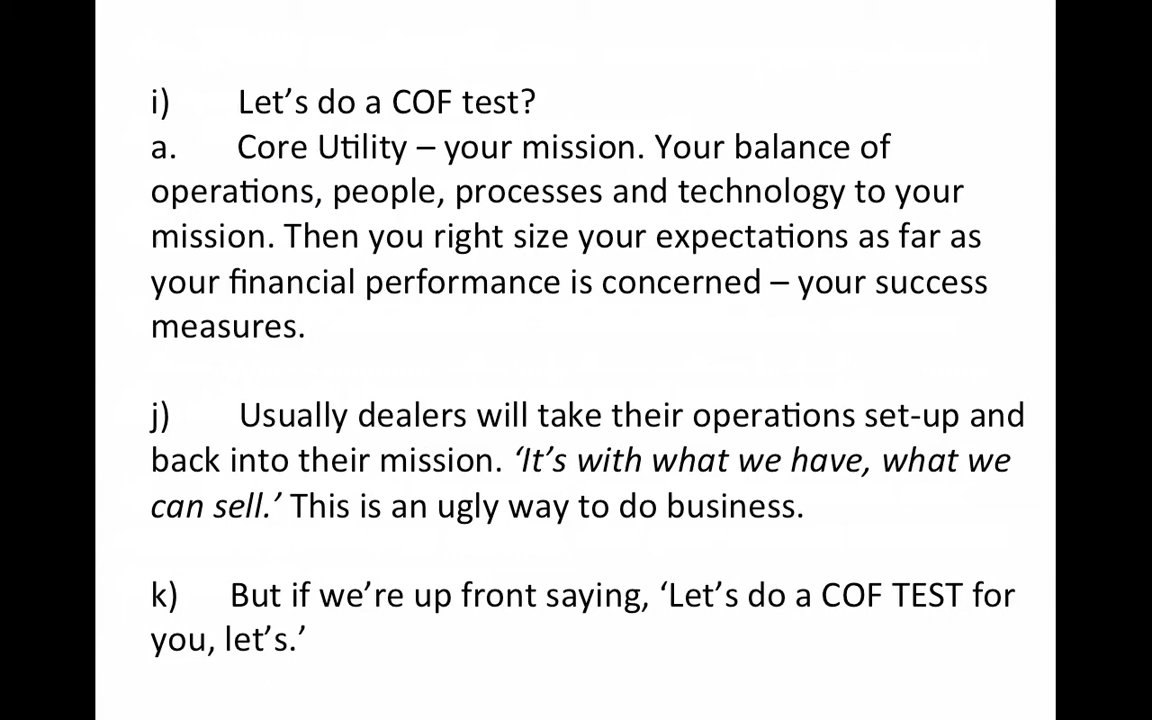 i) Let’s do a COF test?
a. Core Utility – your mission. Your balance of
operations, people, processes and technology to your
mission. Then you right size your expectations as far as
your financial performance is concerned – your success
measures.
j) Usually dealers will take their operations set-up and
back into their mission. ‘It’s with what we have, what we
can sell.’ This is an ugly way to do business.
k) But if we’re up front saying, ‘Let’s do a COF TEST for
you, let’s.’